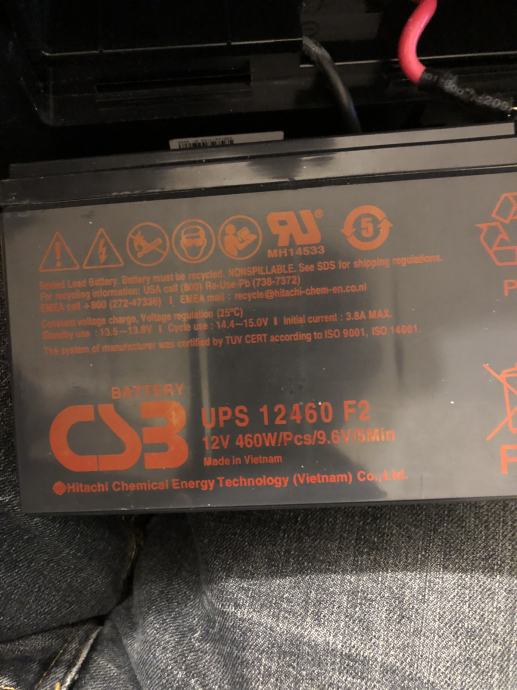 MH14533
5
Sealed Lead Battery. Battery must be recycled. NONSPILLABLE. See SDS for shipping regulations.
For recycling information: USA call (800) Re-Use-Pb (738-7372)
EMEA call +800 (272-47336) I EMEA mail : recycle@hitachi-chem-en.co.nl
Constant voltage charge, Voltage regulation (25°C)
Standby use : 13.5–13.8V I Cycle use : 14.4–15.0V I Initial current : 3.8A MAX.
The system of manufacturer was certified by TUV CERT according to ISO 9001, ISO 14001.
BATTERY
CSB
UPS 12460 F2
12V 460W/Pcs/9.6V/5Min
Made in Vietnam
Hitachi Chemical Energy Technology (Vietnam) Co., Ltd.
P